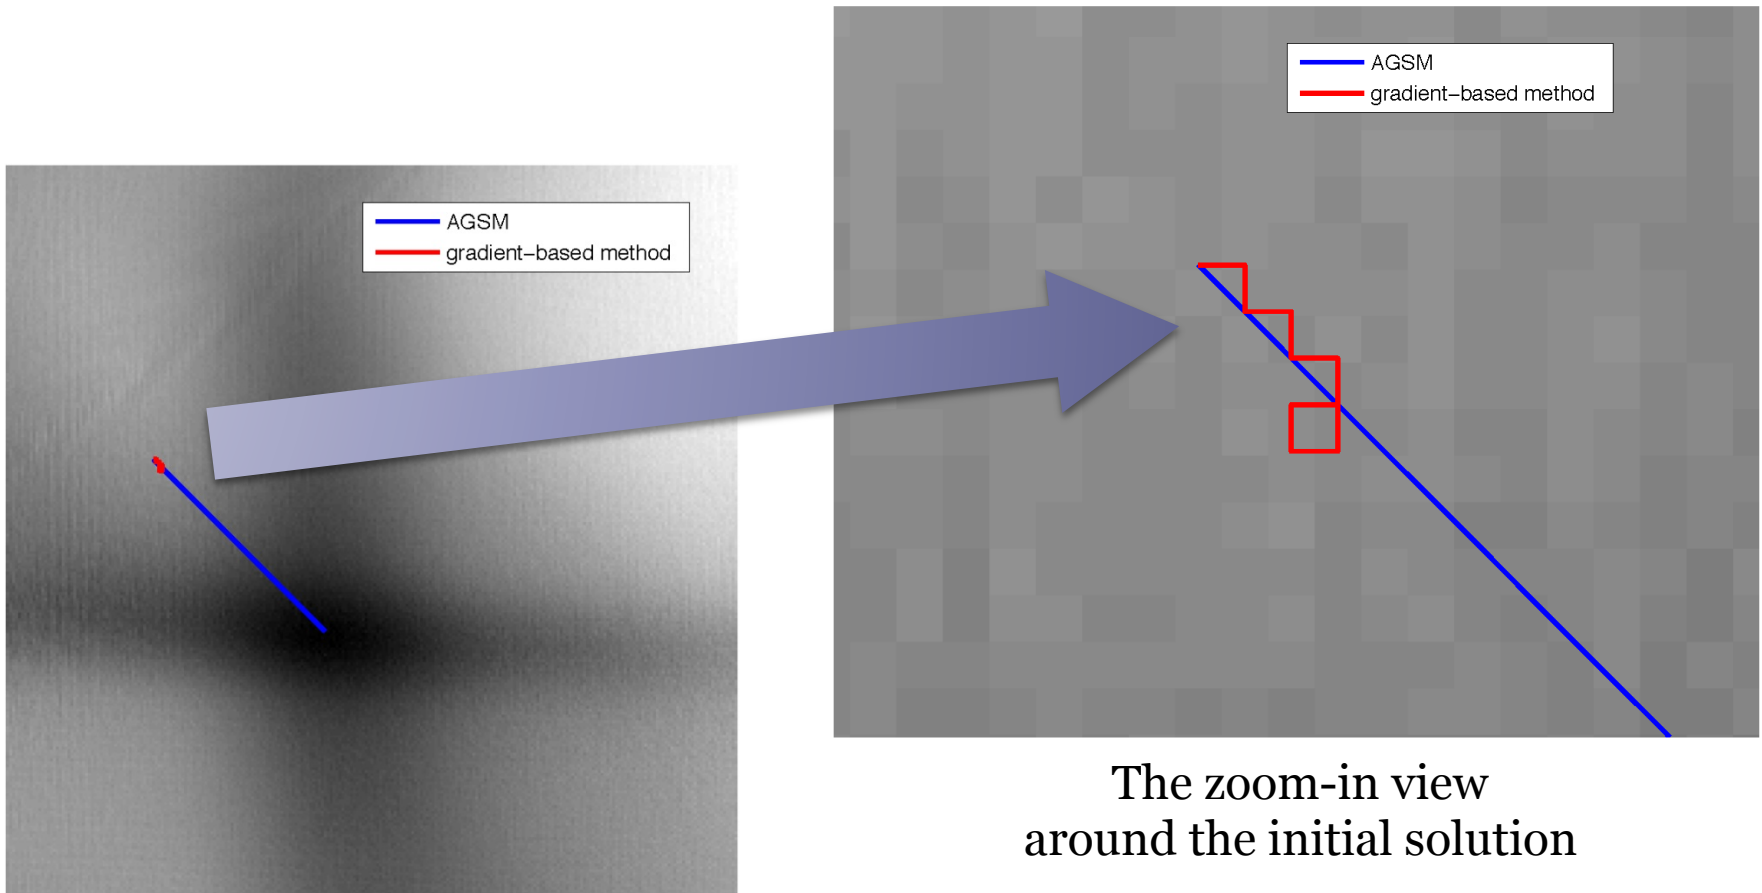 AGSM
gradient-based method
AGSM
gradient-based method
The zoom-in view
around the initial solution